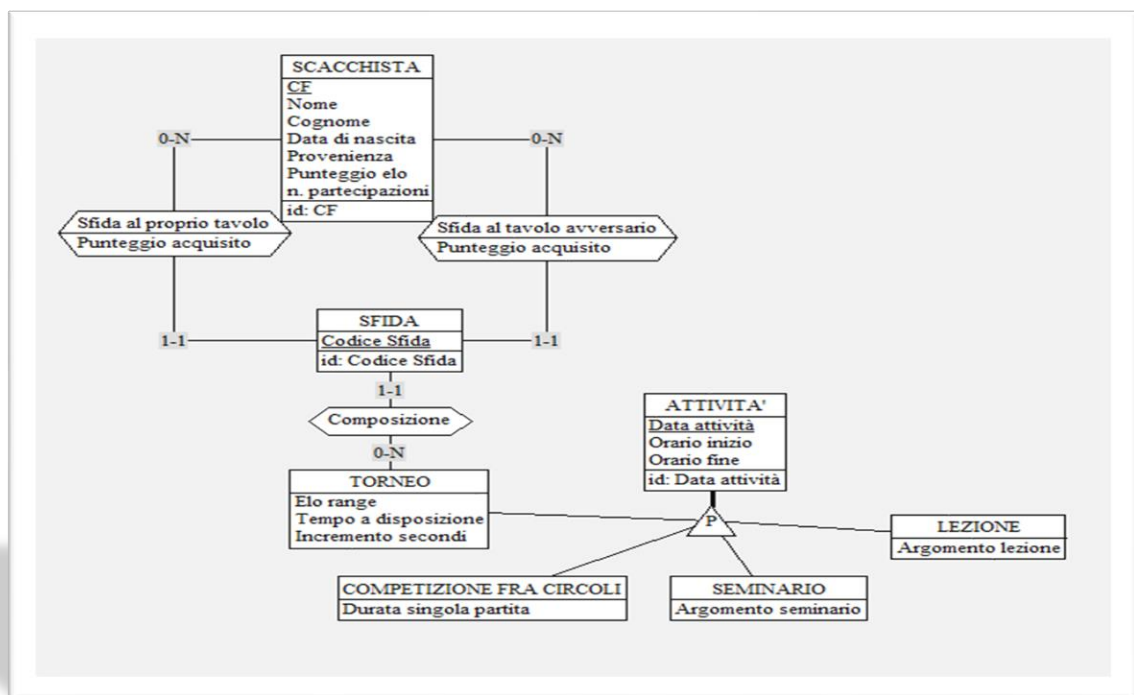 SCACCHISTA
CF
Nome
Cognome
Data di nascita
Provenienza
Punteggio elo
n. partecipazioni
id: CF
0-N
0-N
Sfida al proprio tavolo
Punteggio acquisito
Sfida al tavolo avversario
Punteggio acquisito
1-1
1-1
SFIDA
Codice Sfida
id: Codice Sfida
1-1
Composizione
0-N
TORNEO
Elo range
Tempo a disposizione
Incremento secondi
ATTIVITA'
Data attività
Orario inizio
Orario fine
id: Data attività
P
LEZIONE
Argomento lezione
COMPETIZIONE FRA CIRCOLI
Durata singola partita
SEMINARIO
Argomento seminario